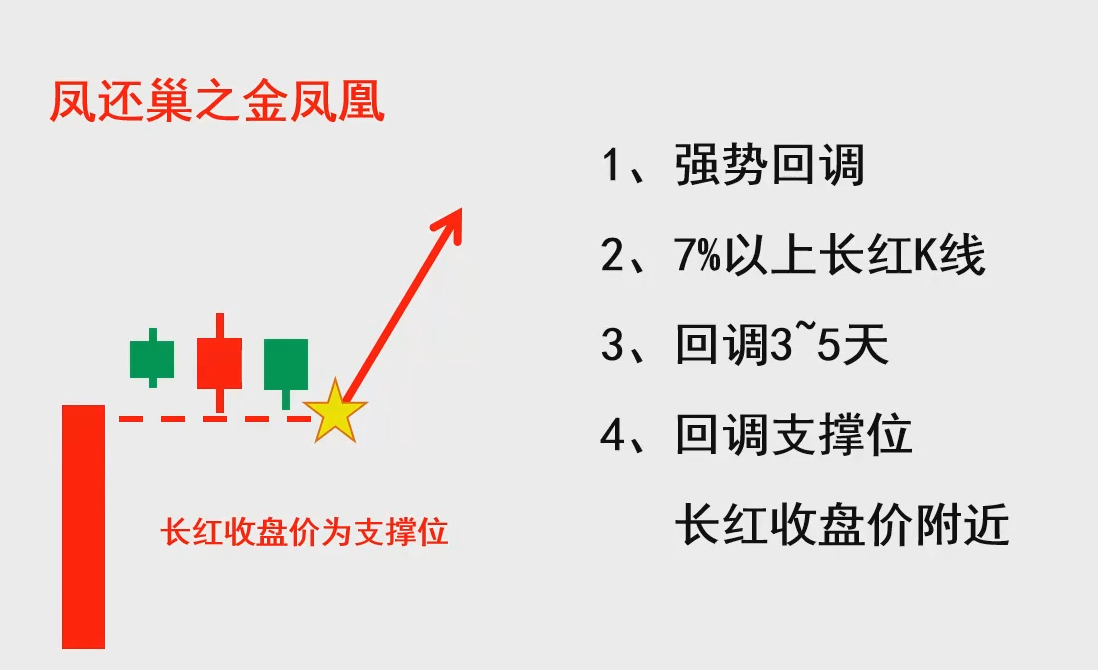 凤还巢之金凤凰
1、强势回调
2、7%以上长红K线
3、回调3~5天
4、回调支撑位
长红收盘价附近
长红收盘价为支撑位